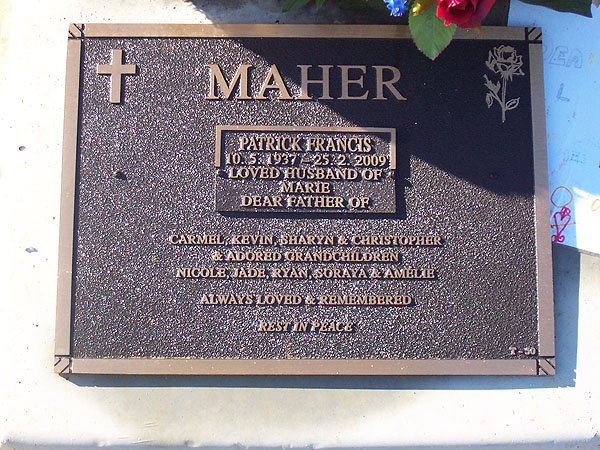 MAHER
PATRICK FRANCIS
10. 5. 1937 - 25. 2. 2009
LOVED HUSBAND OF
MARIE
DEAR FATHER OF
CARMEL, KEVIN, SHARYN & CHRISTOPHER
& ADORED GRANDCHILDREN
NICOLE, JADE, RYAN, SORAYA & AMELIE
ALWAYS LOVED & REMEMBERED
REST IN PEACE